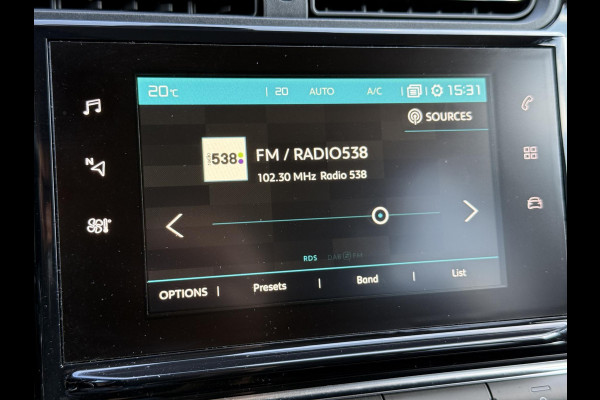 20°C 20 AUTO A/C 15:31
SOURCES
538
FM / RADIO538
102.30 MHz Radio 538
N
RDS
OPTIONS Presets Band List